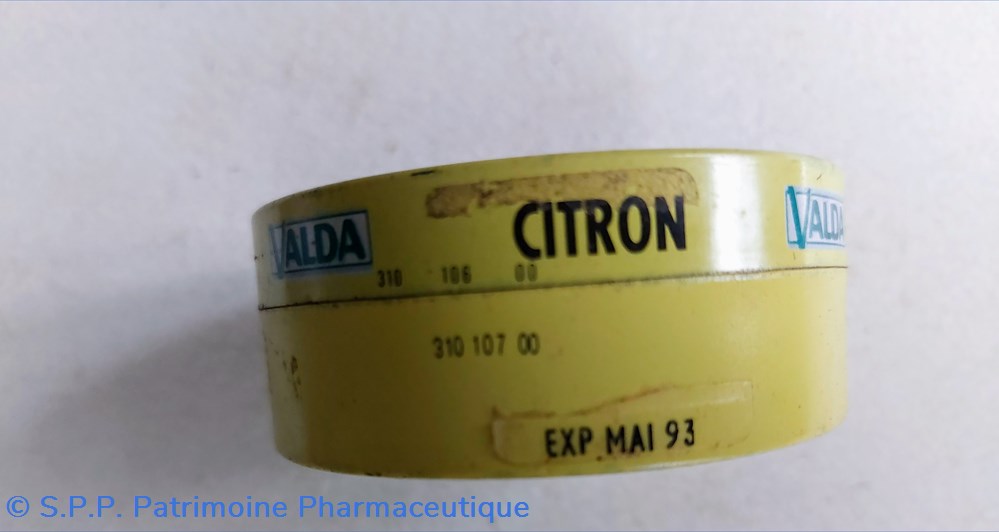 VALDA CITRON VALDA
310 106 00
310 107 00
EXP MAI 93
© S.P.P. Patrimoine Pharmaceutique